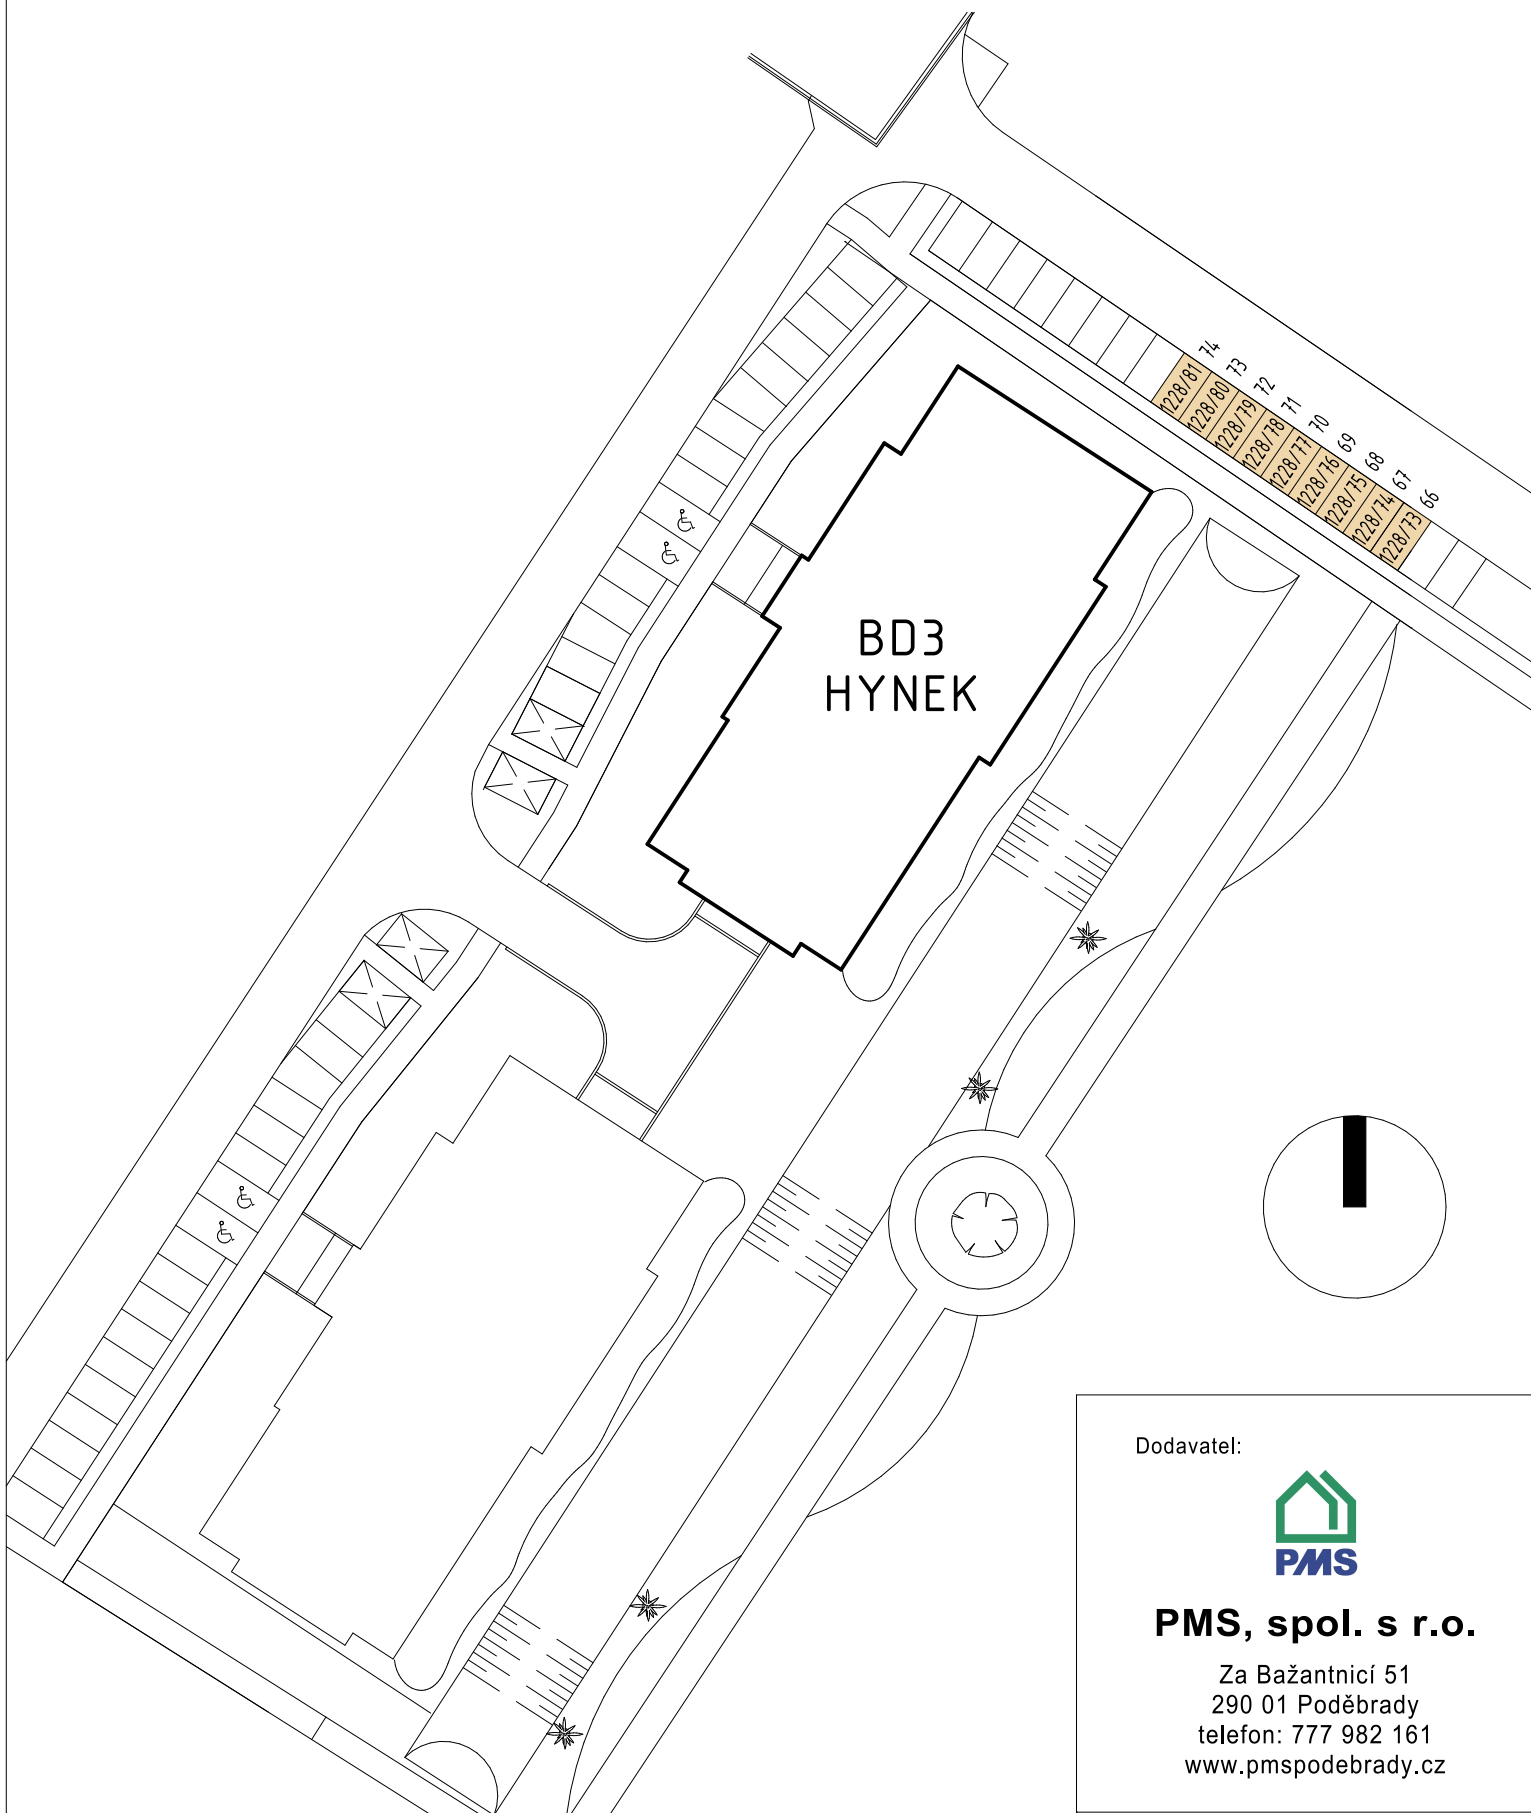 74
73
72
71
70
69
68
67
66
1228/81
1228/80
1228/79
1228/78
1228/77
1228/76
1228/75
1228/74
1228/73
BD3
HYNEK
Dodavatel:
PMS
PMS, spol. s r.o.
Za Bažantnicí 51
290 01 Poděbrady
telefon: 777 982 161
www.pmspodebrady.cz